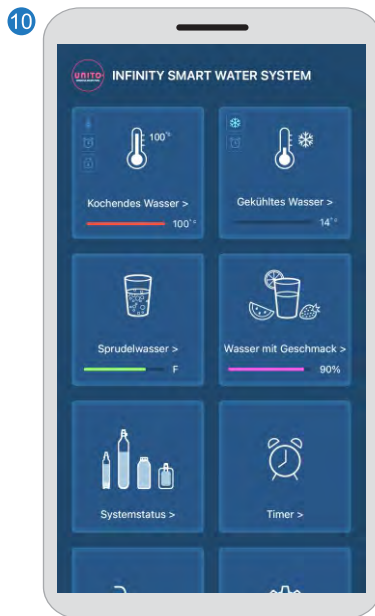 10
UNITO
INFINITY SMART WATER SYSTEM
100°c
Kochendes Wasser >
100°c
Gekühltes Wasser >
14°c
Sprudelwasser >
F
Wasser mit Geschmack >
90%
Systemstatus >
Timer >